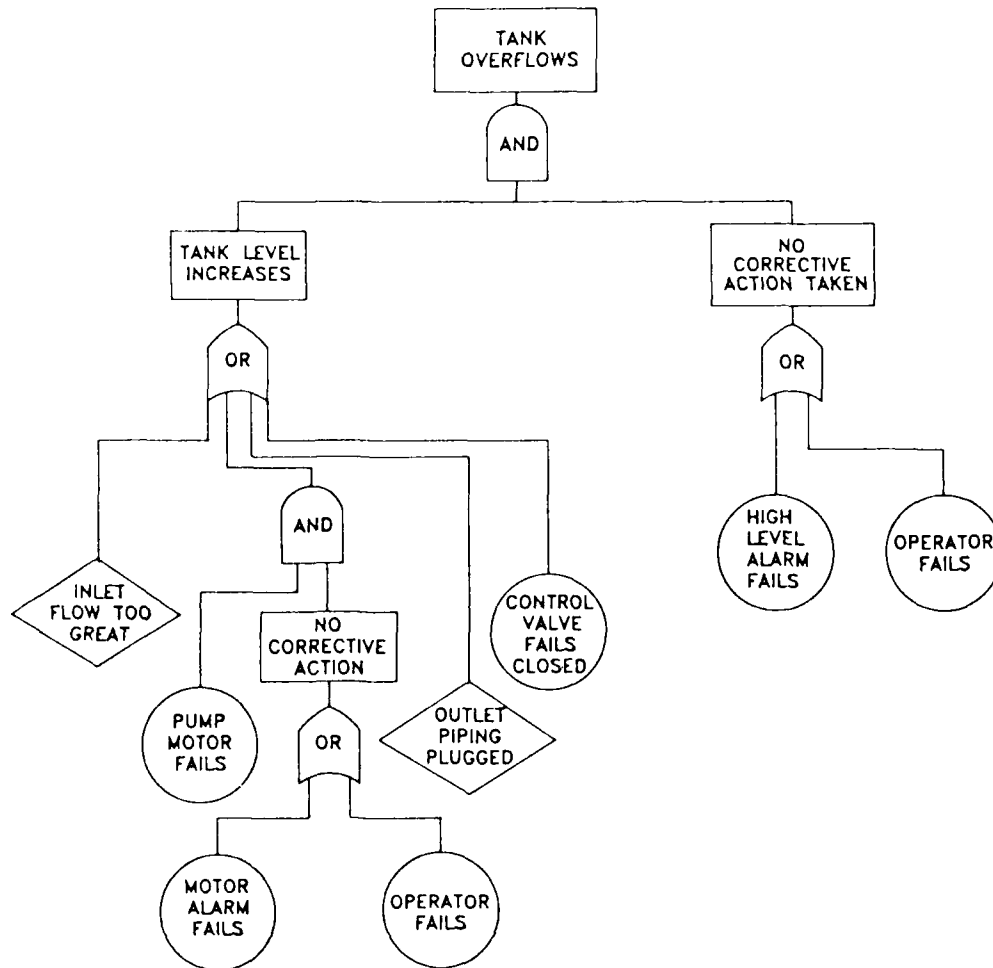 TANK
OVERFLOWS
AND
TANK LEVEL
INCREASES
NO
CORRECTIVE
ACTION TAKEN
OR
OR
AND
HIGH
LEVEL
ALARM
FAILS
OPERATOR
FAILS
INLET
FLOW TOO
GREAT
NO
CORRECTIVE
ACTION
CONTROL
VALVE
FAILS
CLOSED
PUMP
MOTOR
FAILS
OR
OUTLET
PIPING
PLUGGED
MOTOR
ALARM
FAILS
OPERATOR
FAILS